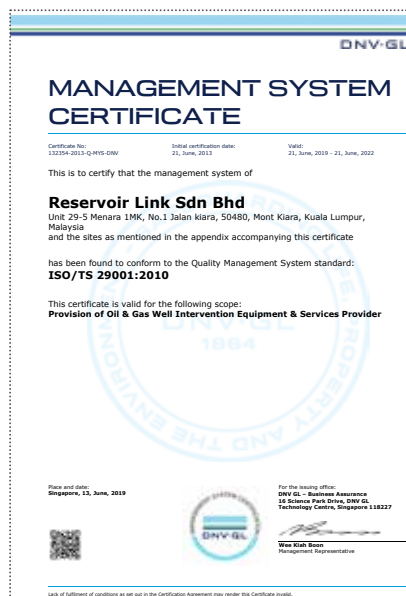 DNV·GL
MANAGEMENT SYSTEM
CERTIFICATE
Certificate No:
132354-2013-Q-MYS-DNV
Initial certification date:
21, June, 2013
Valid:
21, June, 2019 - 21, June, 2022
This is to certify that the management system of
Reservoir Link Sdn Bhd
Unit 29-5 Menara 1MK, No.1 Jalan kiara, 50480, Mont Kiara, Kuala Lumpur,
Malaysia
and the sites as mentioned in the appendix accompanying this certificate
has been found to conform to the Quality Management System standard:
ISO/TS 29001:2010
This certificate is valid for the following scope:
Provision of Oil & Gas Well Intervention Equipment & Services Provider
DNV·GL
1864
Place and date:
Singapore, 13, June, 2019
DNV·GL
For the issuing office:
DNV GL – Business Assurance
16 Science Park Drive, DNV GL
Technology Centre, Singapore 118227
Wee Kiah Boon
Management Representative
Lack of fulfilment of conditions as set out in the Certification Agreement may render this Certificate invalid.